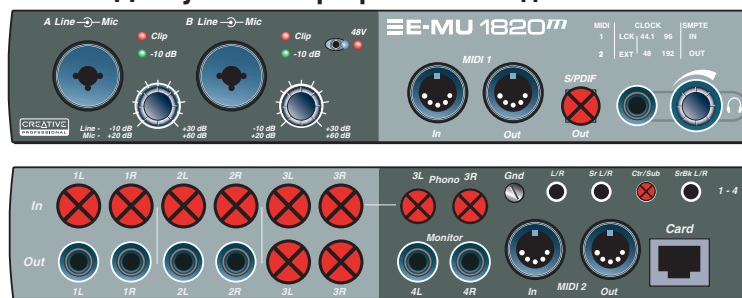 A Line Mic
B Line Mic
Clip
-10 dB
Clip
-10 dB
48V
E-MU 1820m
MIDI CLOCK SMPTE
1 LCK 44.1 96 IN
2 EXT 48 192 OUT
MIDI 1
S/PDIF
In
Out
Out
CREATIVE
PROFESSIONAL
Line - -10 dB
Mic - +20 dB
+30 dB
+60 dB
-10 dB
+20 dB
+30 dB
+60 dB
1L 1R 2L 2R 3L 3R
In
Out
1L 1R 2L 2R 3L 3R
3L Phono 3R
Gnd
L/R
Sr L/R
Ctr/Sub
SrBk L/R
1 - 4
Monitor
4L 4R
In MIDI 2 Out
Card